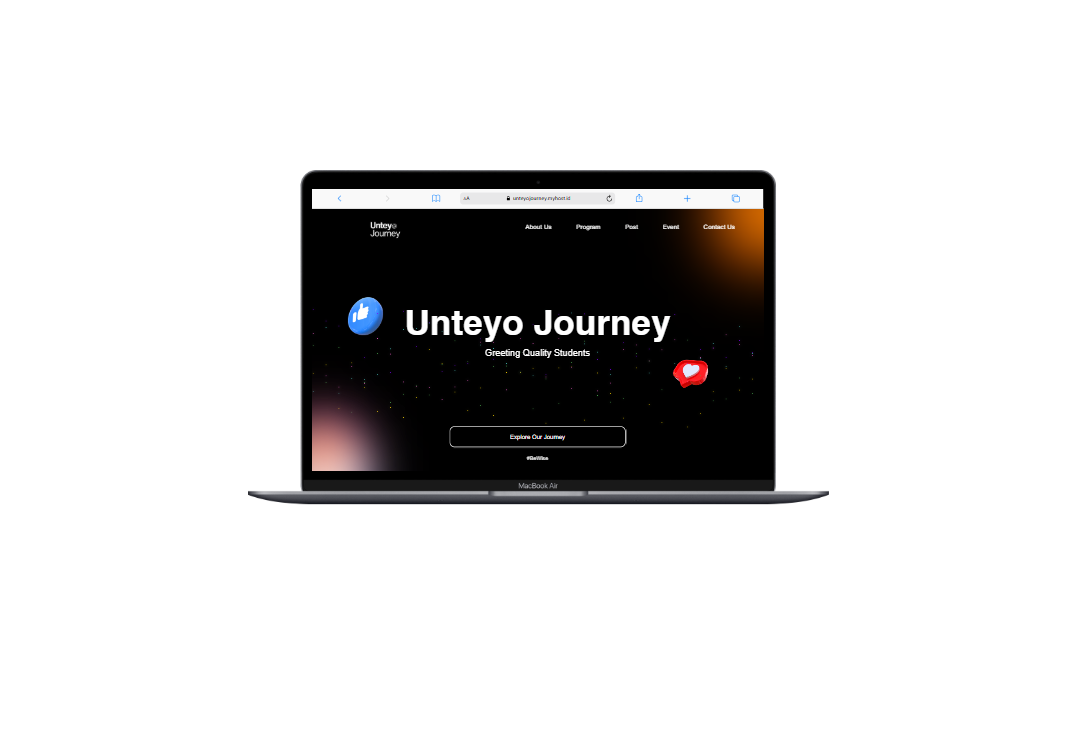 AA unteyojourney.myhost.id
Unteyo
Journey
About Us Program Post Event Contact Us
Unteyo Journey
Greeting Quality Students
Explore Our Journey
#BeWise
MacBook Air